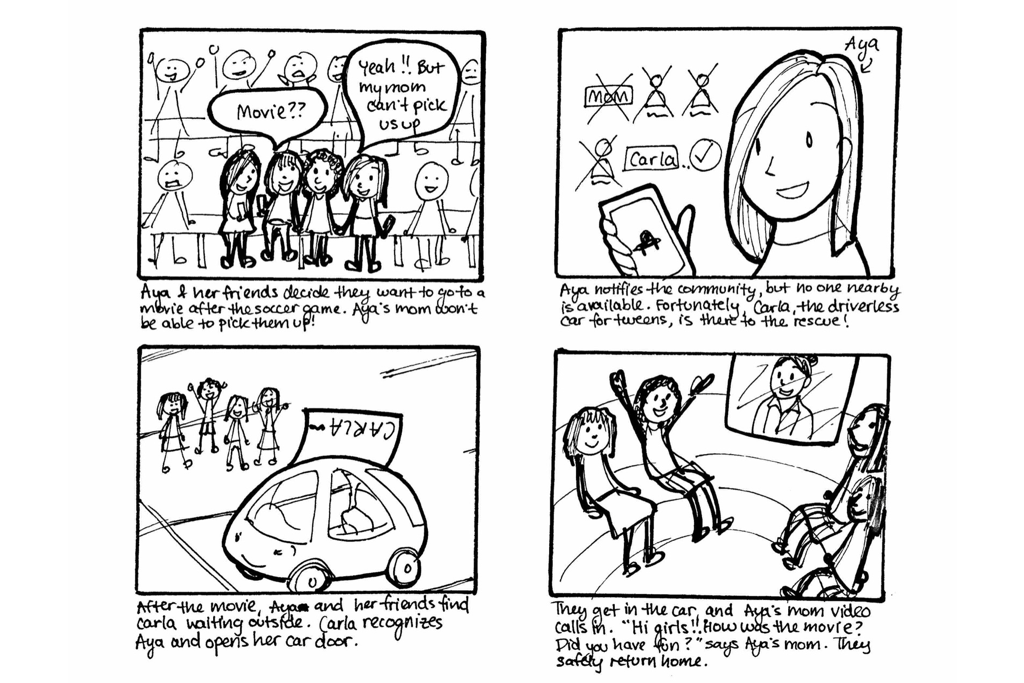 Movie??
Yeah!! But
my mom
can't pick
us up
Aya & her friends decide they want to go to a
movie after the soccer game. Aya's mom won't
be able to pick them up!
Aya
Mom
Carla..
Aya notifies the community, but no one nearby
is available. Fortunately, Carla, the driverless
car for tweens, is there to the rescue!
CARLA
After the movie, Aya and her friends find
Carla waiting outside. Carla recognizes
Aya and opens her car door.
They get in the car, and Aya's mom video
calls in. "Hi girls!! How was the movie?
Did you have fun?" says Aya's mom. They
safely return home.